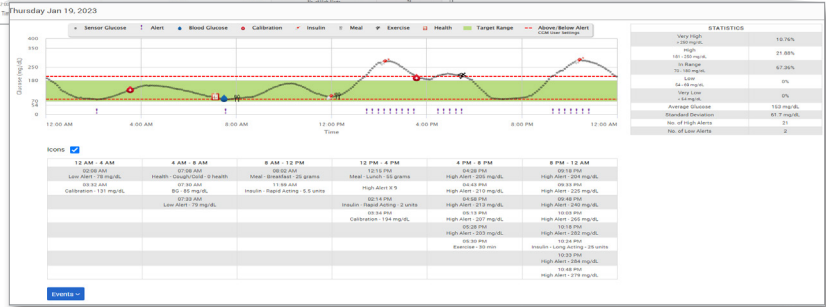 Thursday Jan 19, 2023
Sensor Glucose Alert Blood Glucose Calibration Insulin Meal Exercise Health Target Range Above/Below Alert
CGM User Settings
Glucose (mg/dL)
400
350
250
180
70
54
0
12:00 AM 4:00 AM 8:00 AM 12:00 PM 4:00 PM 8:00 PM 12:00 AM
Time
STATISTICS
Very High
> 250 mg/dL
10.76%
High
181 - 250 mg/dL
21.88%
In Range
70 - 180 mg/dL
67.36%
Low
54 - 69 mg/dL
0%
Very Low
< 54 mg/dL
0%
Average Glucose 153 mg/dL
Standard Deviation 61.7 mg/dL
No. of High Alerts 21
No. of Low Alerts 2
Icons
12 AM - 4 AM 4 AM - 8 AM 8 AM - 12 PM 12 PM - 4 PM 4 PM - 8 PM 8 PM - 12 AM
02:08 AM
Low Alert - 78 mg/dL
03:32 AM
Calibration - 131 mg/dL
07:08 AM
Health - Cough/Cold - 0 health
07:30 AM
BG - 85 mg/dL
07:33 AM
Low Alert - 79 mg/dL
08:02 AM
Meal - Breakfast - 25 grams
11:59 AM
Insulin - Rapid Acting - 5.5 units
12:15 PM
Meal - Lunch - 55 grams
High Alert X 9
02:14 PM
Insulin - Rapid Acting - 2 units
03:34 PM
Calibration - 194 mg/dL
04:28 PM
High Alert - 205 mg/dL
04:43 PM
High Alert - 210 mg/dL
04:58 PM
High Alert - 213 mg/dL
05:13 PM
High Alert - 207 mg/dL
05:28 PM
High Alert - 203 mg/dL
05:30 PM
Exercise - 30 min
09:18 PM
High Alert - 204 mg/dL
09:33 PM
High Alert - 225 mg/dL
09:48 PM
High Alert - 240 mg/dL
10:03 PM
High Alert - 265 mg/dL
10:18 PM
High Alert - 282 mg/dL
10:24 PM
Insulin - Long Acting - 25 units
10:33 PM
High Alert - 284 mg/dL
10:48 PM
High Alert - 279 mg/dL
Events